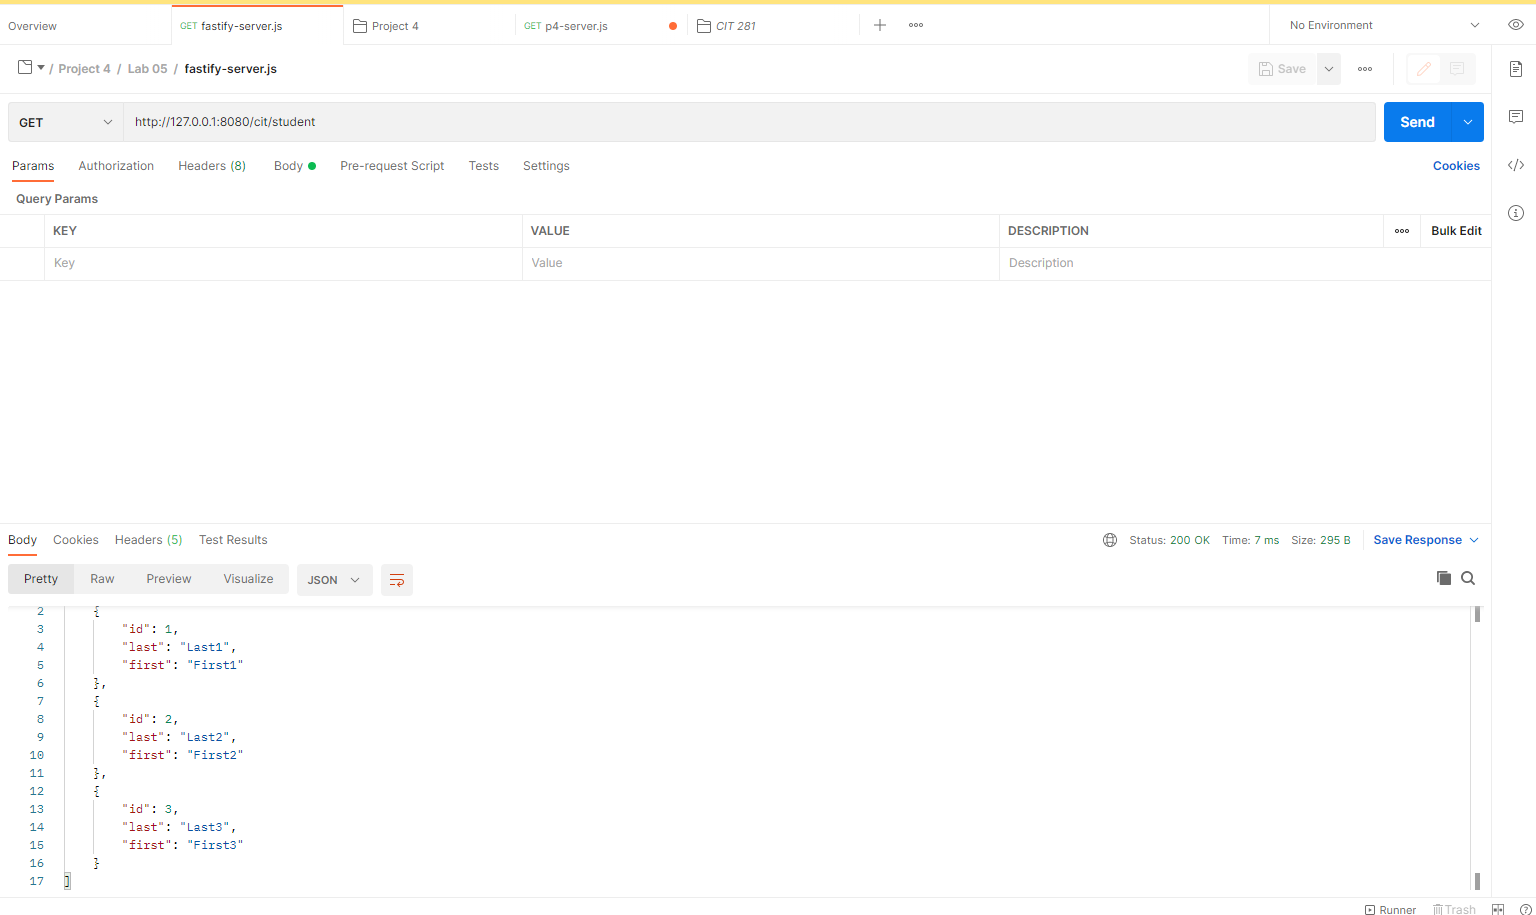 Overview
GET fastify-server.js
Project 4
GET p4-server.js
CIT 281
No Environment
/ Project 4 / Lab 05 / fastify-server.js
Save
GET
http://127.0.0.1:8080/cit/student
Send
Params Authorization Headers (8) Body Pre-request Script Tests Settings
Cookies
Query Params
KEY VALUE DESCRIPTION
Bulk Edit
Key Value Description
Body Cookies Headers (5) Test Results
Status: 200 OK Time: 7 ms Size: 295 B
Save Response
Pretty Raw Preview Visualize
JSON
2 {
3 "id": 1,
4 "last": "Last1",
5 "first": "First1"
6 },
7 {
8 "id": 2,
9 "last": "Last2",
10 "first": "First2"
11 },
12 {
13 "id": 3,
14 "last": "Last3",
15 "first": "First3"
16 }
17 ]
Runner Trash